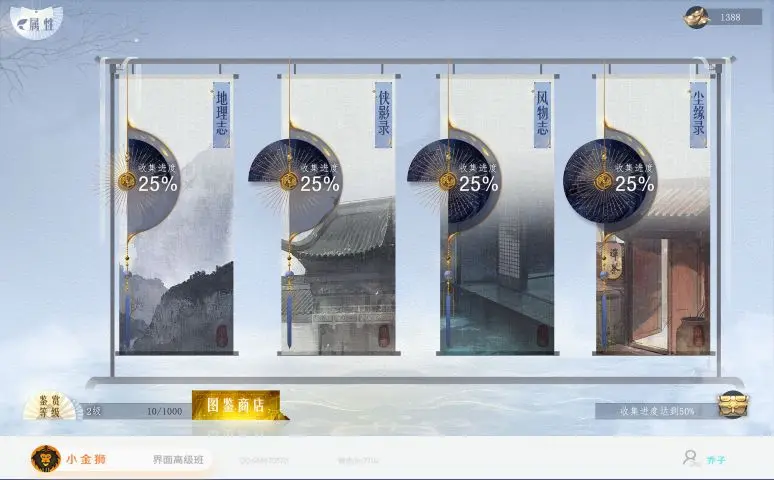 属性
1388
地理志
收集进度
25%
侠影录
收集进度
25%
风物志
收集进度
25%
尘缘录
收集进度
25%
鉴赏
等级
2级
10/1000
图鉴商店
收集进度达到50%
小金狮
界面高级班
乔子